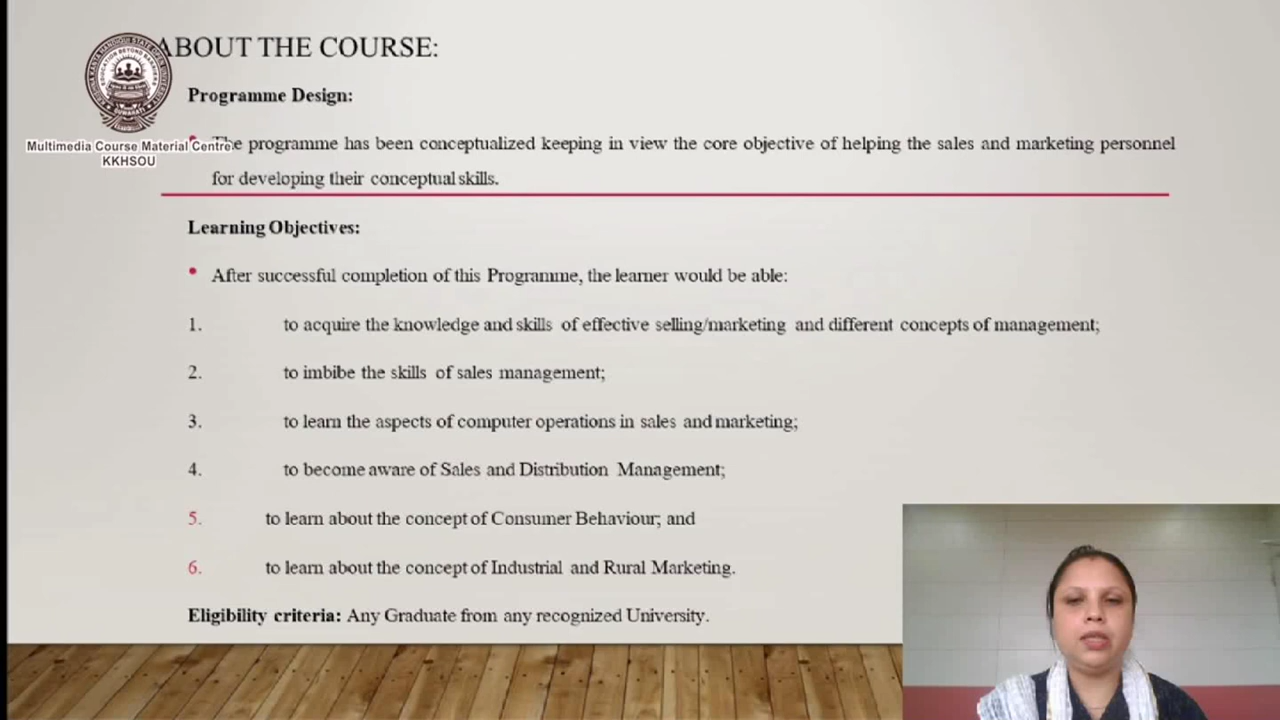 ABOUT THE COURSE:
Programme Design:
The programme has been conceptualized keeping in view the core objective of helping the sales and marketing personnel
for developing their conceptual skills.
Multimedia Course Material Centre
KKHSOU
Learning Objectives:
• After successful completion of this Programme, the learner would be able:
1. to acquire the knowledge and skills of effective selling/marketing and different concepts of management;
2. to imbibe the skills of sales management;
3. to learn the aspects of computer operations in sales and marketing;
4. to become aware of Sales and Distribution Management;
5. to learn about the concept of Consumer Behaviour; and
6. to learn about the concept of Industrial and Rural Marketing.
Eligibility criteria: Any Graduate from any recognized University.